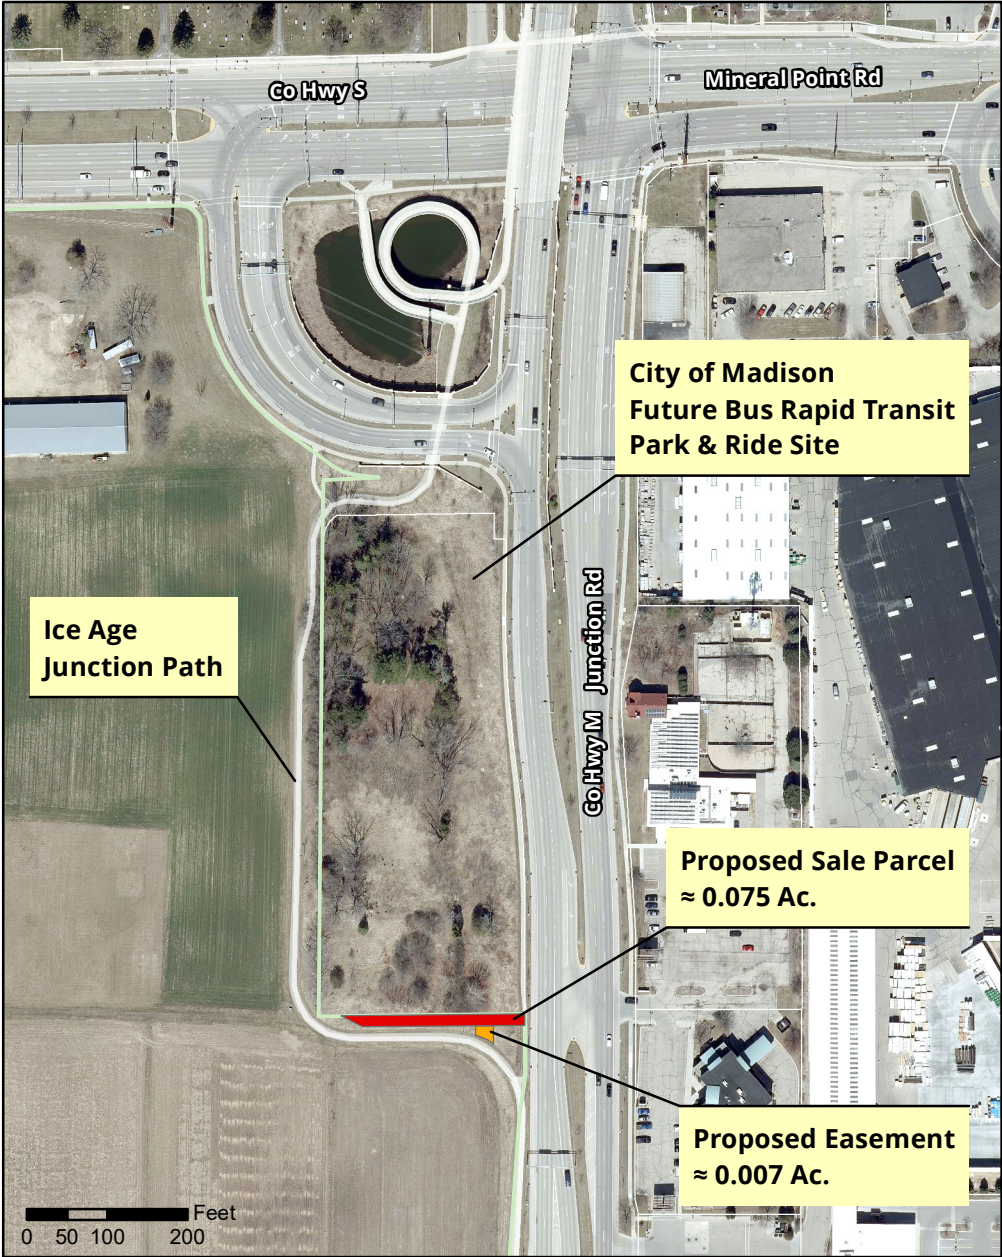 Co Hwy S
Mineral Point Rd
City of Madison
Future Bus Rapid Transit
Park & Ride Site
Ice Age
Junction Path
Co Hwy M Junction Rd
Proposed Sale Parcel
≈ 0.075 Ac.
Proposed Easement
≈ 0.007 Ac.
Feet
0 50 100 200